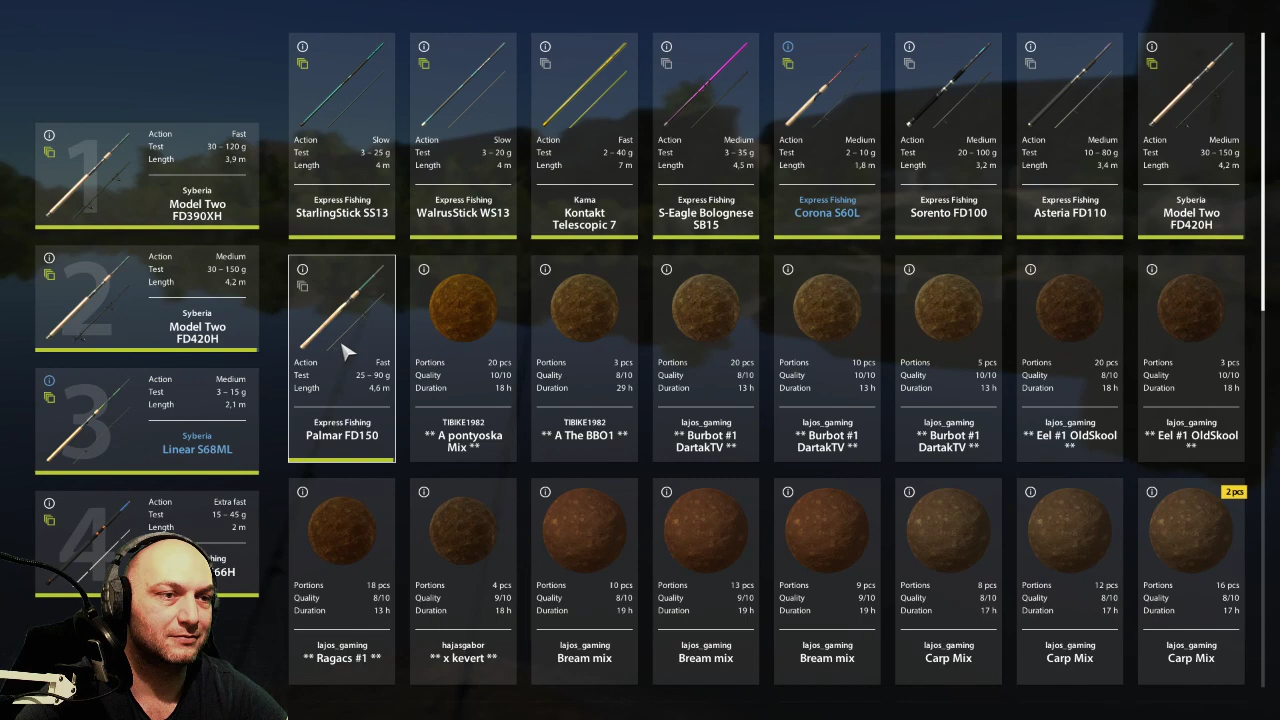 1
Action Fast
Test 30 – 120 g
Length 3,9 m
Syberia
Model Two
FD390XH
2
Action Medium
Test 30 – 150 g
Length 4,2 m
Syberia
Model Two
FD420H
3
Action Medium
Test 3 – 15 g
Length 2,1 m
Syberia
Linear S68ML
4
Action Extra fast
Test 15 – 45 g
Length 2 m
66H
Action Slow
Test 3 – 25 g
Length 4 m
Express Fishing
StarlingStick SS13
Action Slow
Test 3 – 20 g
Length 4 m
Express Fishing
WalrusStick WS13
Action Fast
Test 2 – 40 g
Length 7 m
Kama
Kontakt
Telescopic 7
Action Medium
Test 3 – 35 g
Length 4,5 m
Express Fishing
S-Eagle Bolognese
SB15
Action Medium
Test 2 – 10 g
Length 1,8 m
Express Fishing
Corona S60L
Action Medium
Test 20 – 100 g
Length 3,2 m
Express Fishing
Sorento FD100
Action Medium
Test 10 – 80 g
Length 3,4 m
Express Fishing
Asteria FD110
Action Medium
Test 30 – 150 g
Length 4,2 m
Syberia
Model Two
FD420H
Action Fast
Test 25 – 90 g
Length 4,6 m
Express Fishing
Palmar FD150
Portions 20 pcs
Quality 10/10
Duration 18 h
TIBIKE1982
** A pontyoska
Mix **
Portions 3 pcs
Quality 8/10
Duration 29 h
TIBIKE1982
** A The BBO1 **
Portions 20 pcs
Quality 8/10
Duration 13 h
lajos_gaming
** Burbot #1
DartakTV **
Portions 10 pcs
Quality 10/10
Duration 13 h
lajos_gaming
** Burbot #1
DartakTV **
Portions 5 pcs
Quality 10/10
Duration 13 h
lajos_gaming
** Burbot #1
DartakTV **
Portions 20 pcs
Quality 8/10
Duration 18 h
lajos_gaming
** Eel #1 OldSkool
**
Portions 3 pcs
Quality 10/10
Duration 18 h
lajos_gaming
** Eel #1 OldSkool
**
Portions 18 pcs
Quality 8/10
Duration 13 h
lajos_gaming
** Ragacs #1 **
Portions 4 pcs
Quality 9/10
Duration 18 h
hajasgabor
** x kevert **
Portions 10 pcs
Quality 8/10
Duration 19 h
lajos_gaming
Bream mix
Portions 13 pcs
Quality 9/10
Duration 19 h
lajos_gaming
Bream mix
Portions 9 pcs
Quality 9/10
Duration 19 h
lajos_gaming
Bream mix
Portions 8 pcs
Quality 8/10
Duration 17 h
lajos_gaming
Carp Mix
Portions 12 pcs
Quality 8/10
Duration 17 h
lajos_gaming
Carp Mix
2 pcs
Portions 16 pcs
Quality 8/10
Duration 17 h
lajos_gaming
Carp Mix